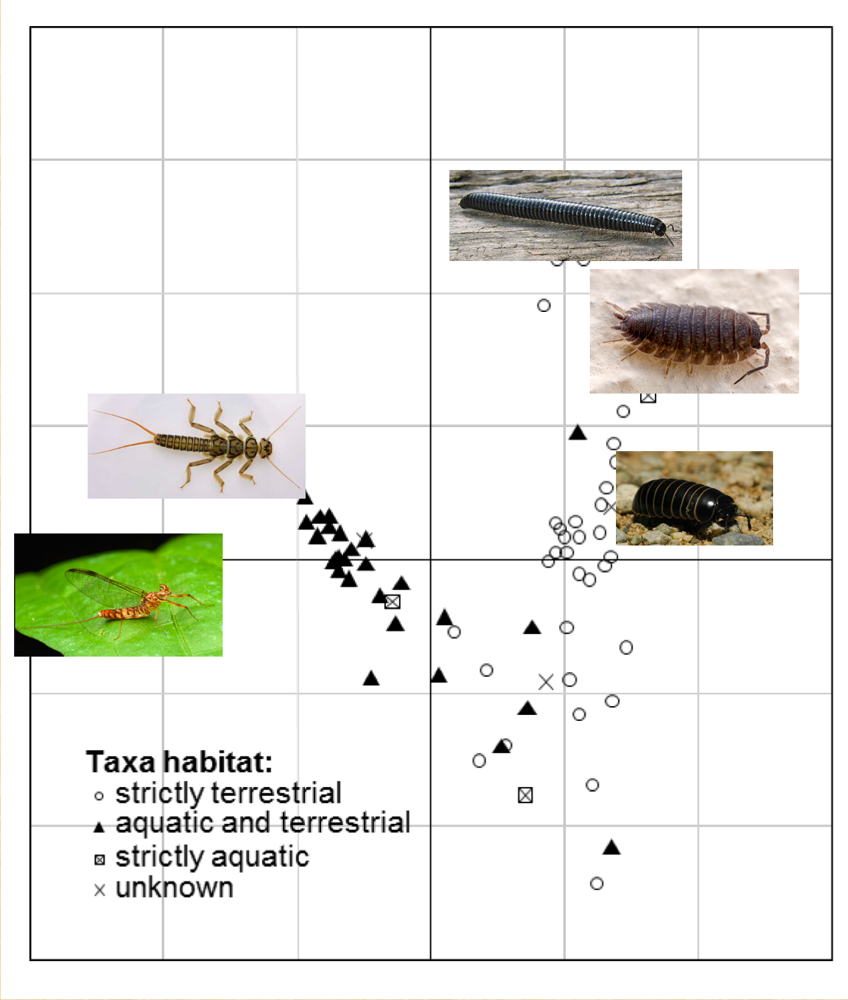 Taxa habitat:
strictly terrestrial
aquatic and terrestrial
strictly aquatic
unknown